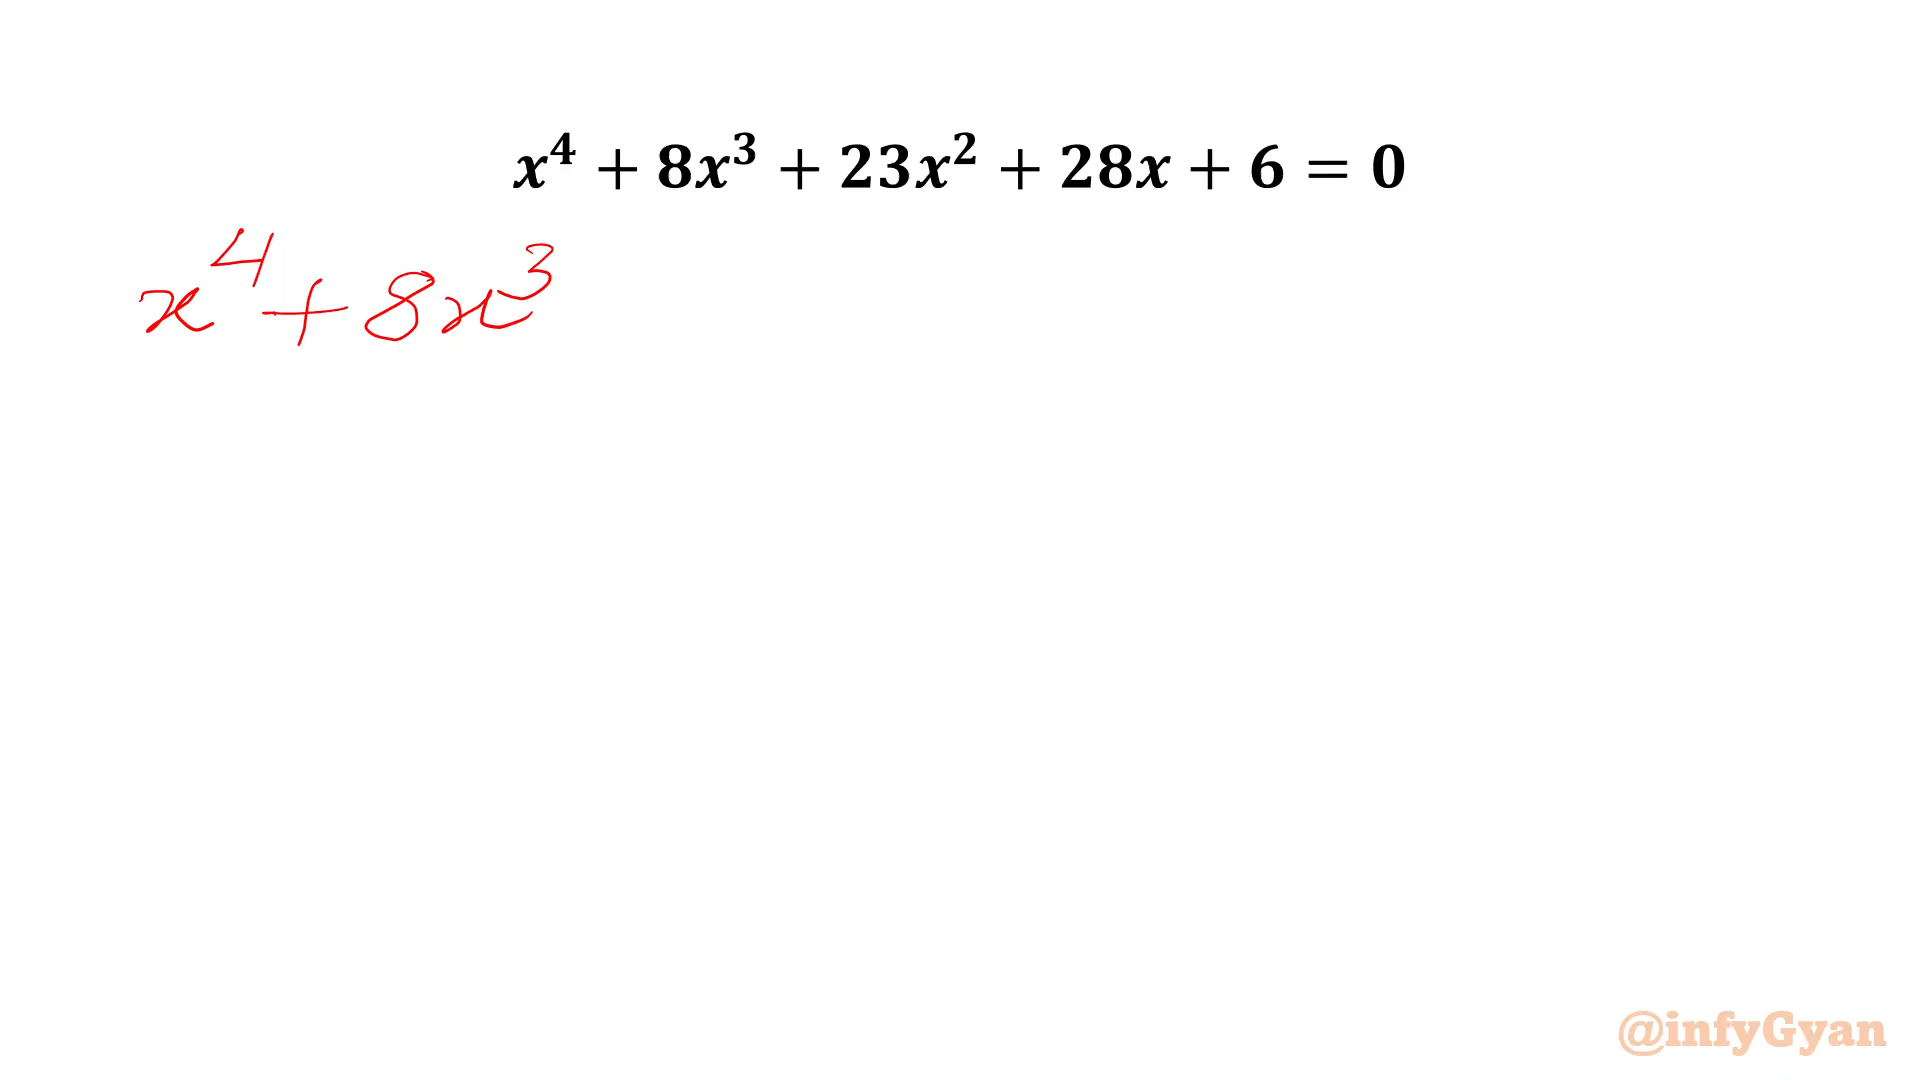 x⁴ + 8x³ + 23x² + 28x + 6 = 0
x⁴ + 8x³
@infyGyan